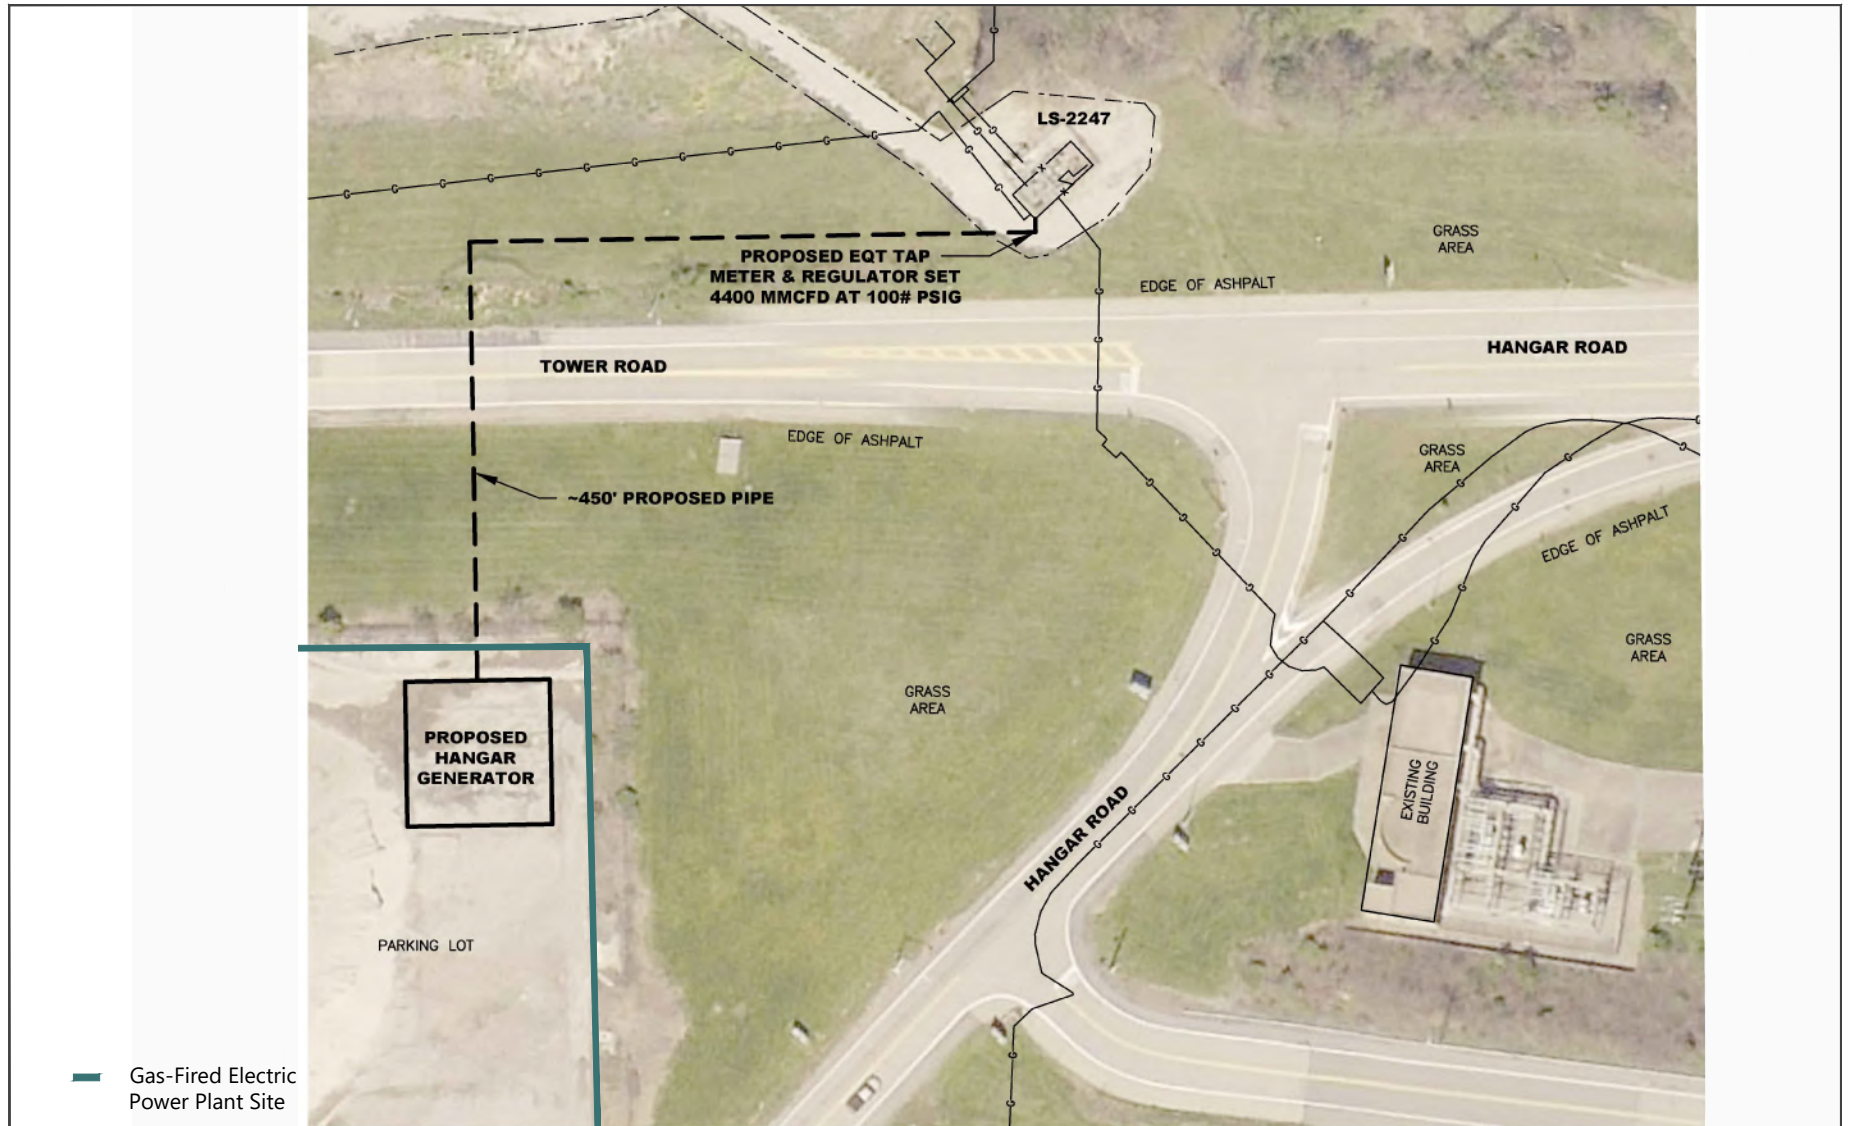 LS-2247
GRASS
AREA
PROPOSED EQT TAP
METER & REGULATOR SET
4400 MMCFD AT 100# PSIG
EDGE OF ASHPALT
HANGAR ROAD
TOWER ROAD
EDGE OF ASHPALT
GRASS
AREA
~450' PROPOSED PIPE
EDGE OF ASHPALT
GRASS
AREA
GRASS
AREA
PROPOSED
HANGAR
GENERATOR
EXISTING
BUILDING
HANGAR ROAD
PARKING LOT
Gas-Fired Electric
Power Plant Site